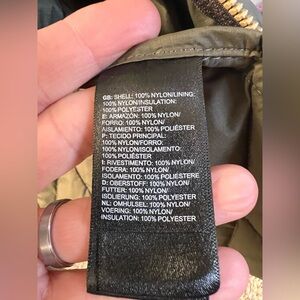 GB: SHELL: 100% NYLON/LINING:
100% NYLON/INSULATION:
100% POLYESTER
E: ARMAZÓN: 100% NYLON/
FORRO: 100% NYLON/
AISLAMIENTO: 100% POLIÉSTER
P: TECIDO PRINCIPAL:
100% NYLON/FORRO:
100% NYLON/ISOLAMENTO:
100% POLIÉSTER
I: RIVESTIMENTO: 100% NYLON/
FODERA: 100% NYLON/
ISOLAMENTO: 100% POLIESTERE
D: OBERSTOFF: 100% NYLON/
FUTTER: 100% NYLON/
ISOLIERUNG: 100% POLYESTER
NL: OMHULSEL: 100% NYLON/
VOERING: 100% NYLON/
INSULATION: 100% POLYESTER